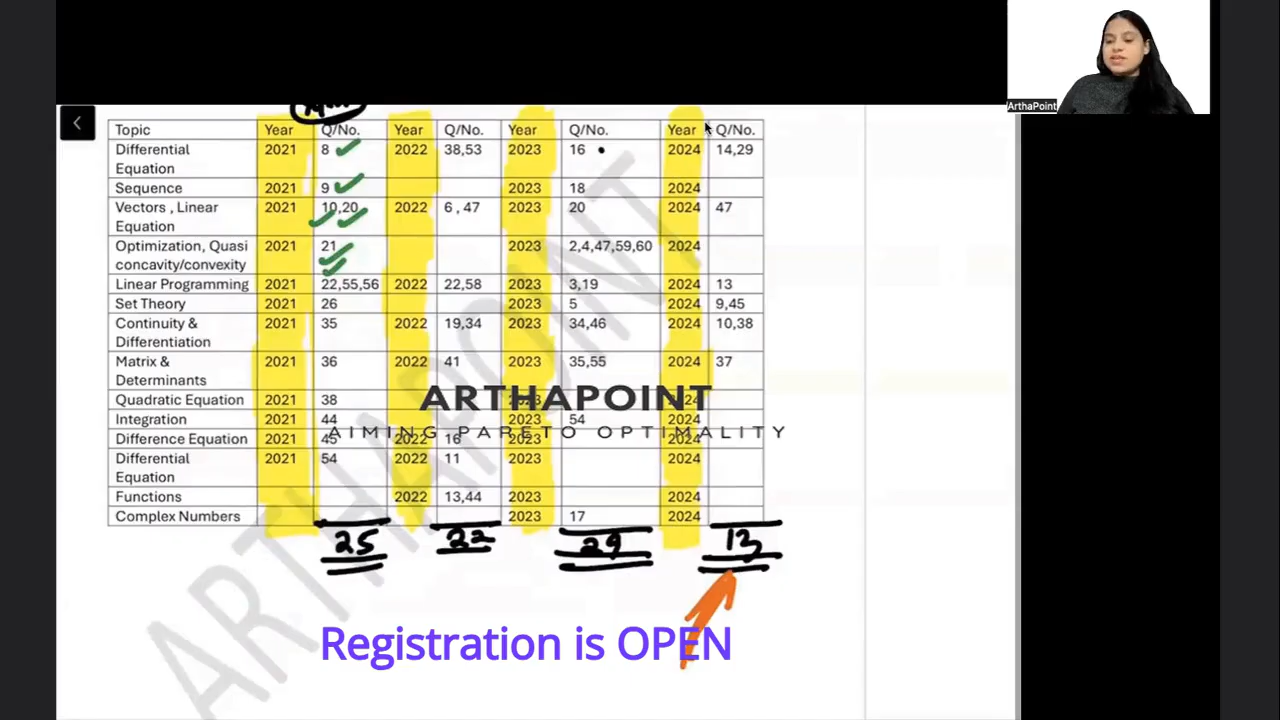 ArthaPoint
Topic Year Q/No. Year Q/No. Year Q/No. Year Q/No.
Differential 2021 8 2022 38,53 2023 16 2024 14,29
Equation
Sequence 2021 9 2023 18 2024
Vectors , Linear 2021 10,20 2022 6 , 47 2023 20 2024 47
Equation
Optimization, Quasi 2021 21 2023 2,4,47,59,60 2024
concavity/convexity
Linear Programming 2021 22,55,56 2022 22,58 2023 3,19 2024 13
Set Theory 2021 26 2023 5 2024 9,45
Continuity & 2021 35 2022 19,34 2023 34,46 2024 10,38
Differentiation
Matrix & 2021 36 2022 41 2023 35,55 2024 37
Determinants
Quadratic Equation 2021 38 2023 2024
ARTHAPOINT
Integration 2021 44 2023 54 2024
AIMING PARETO OPTIMALITY
Difference Equation 2021 45 2022 16 2023 2024
Differential 2021 54 2022 11 2023 2024
Equation
Functions 2022 13,44 2023 2024
Complex Numbers 2023 17 2024
25 22 29 13
Registration is OPEN
ARTHAPOINT